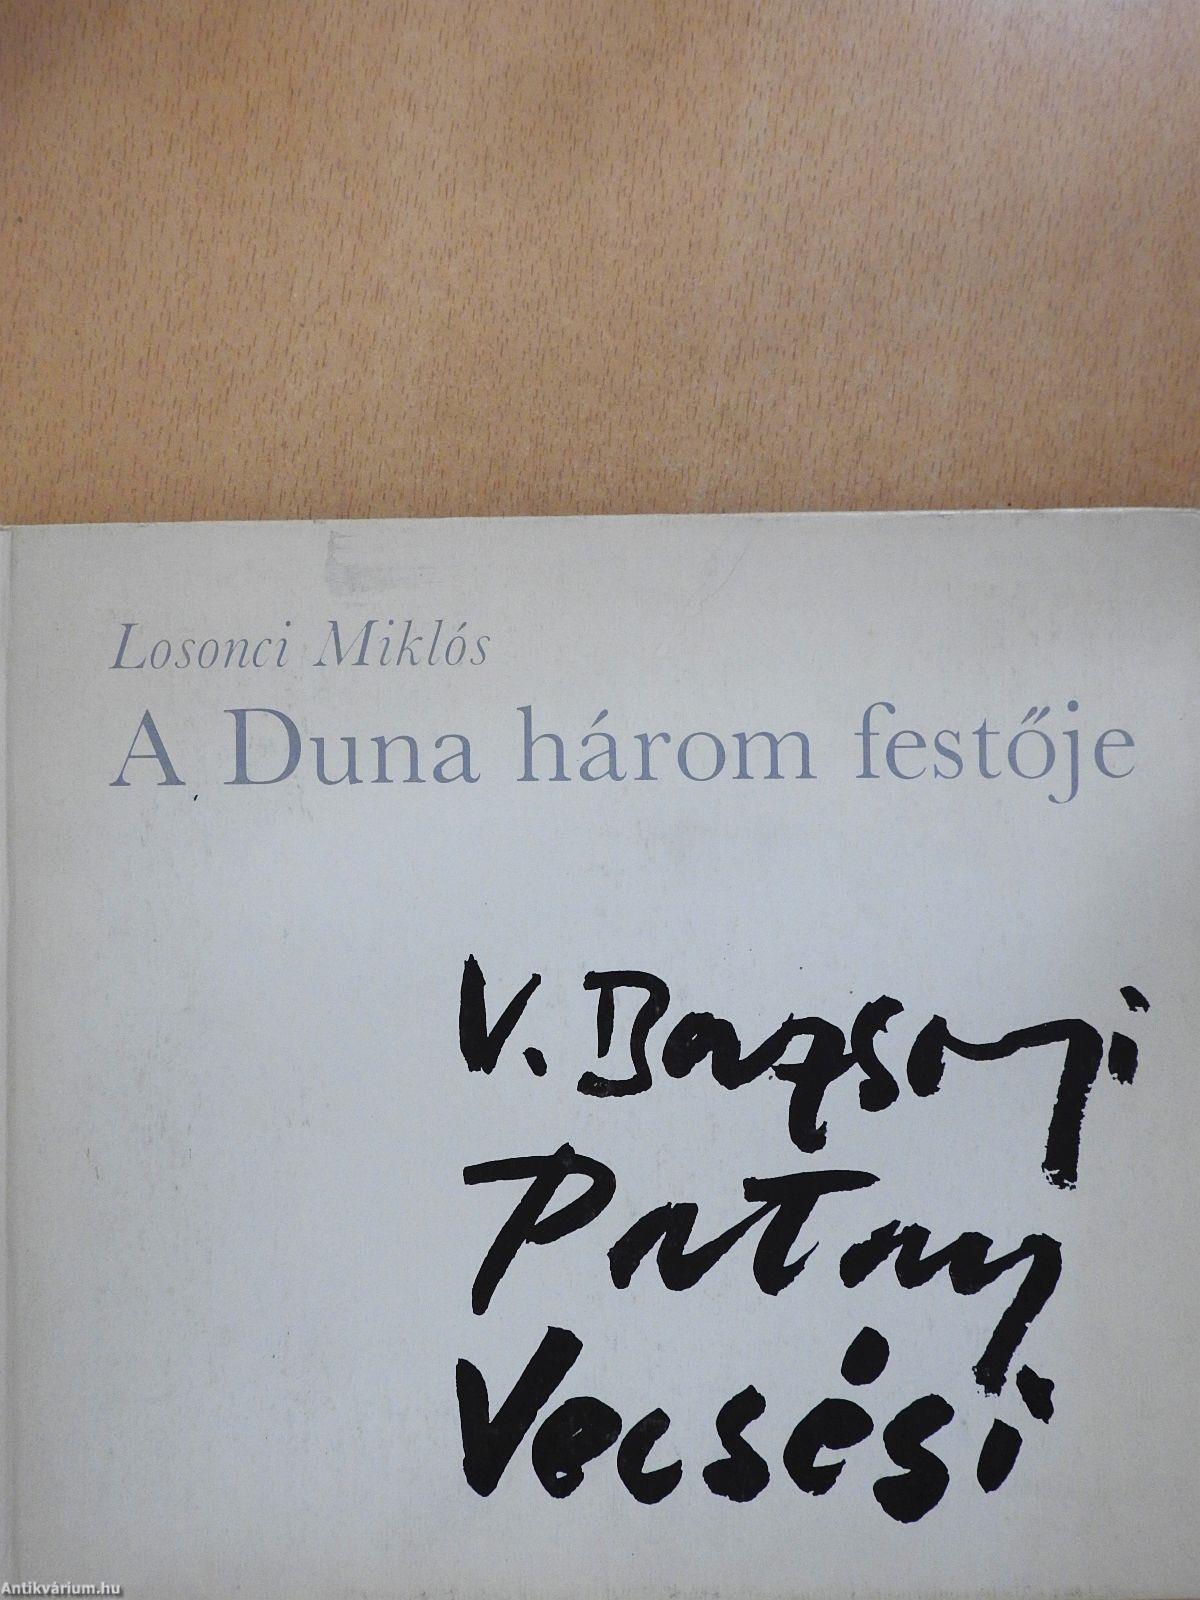 Losonci Miklós
A Duna három festője
V. Bazsonyi
Patay
Vecsési
Antikvárium.hu